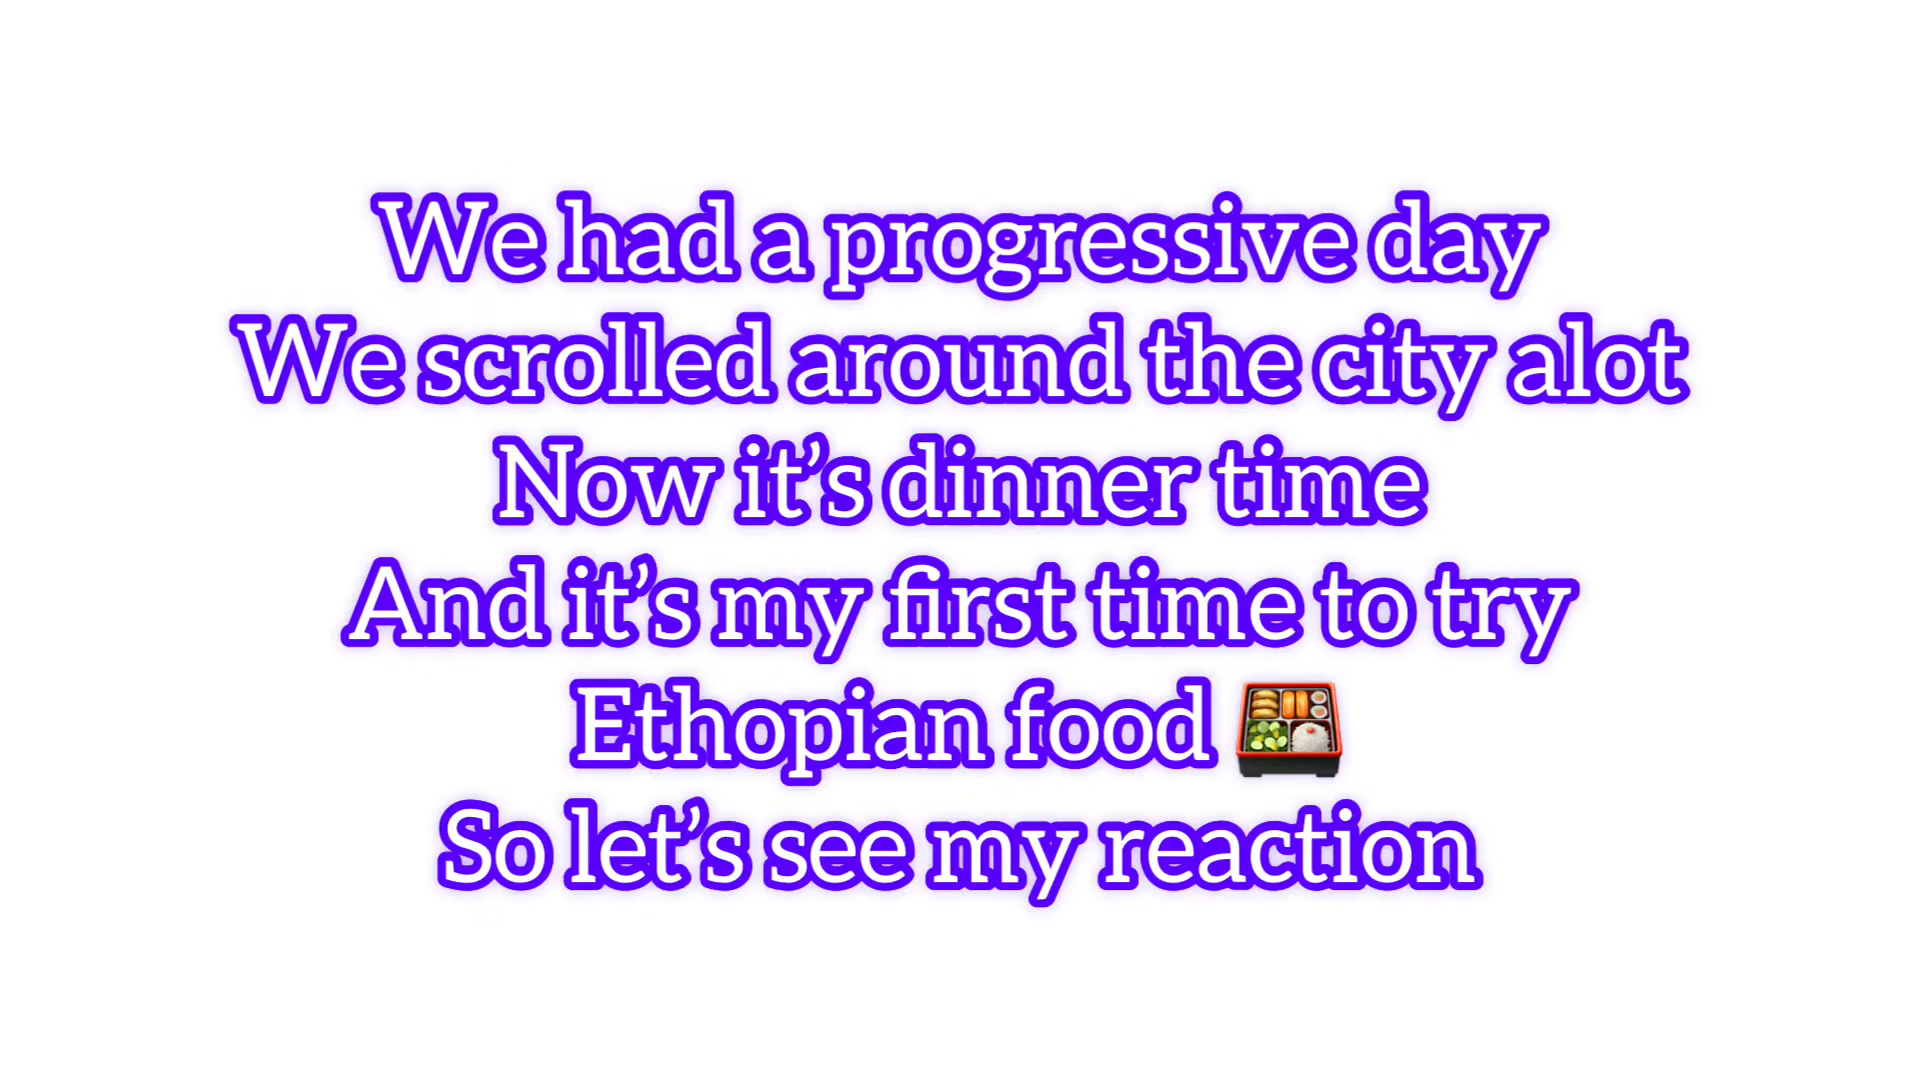 We had a progressive day
We scrolled around the city alot
Now it’s dinner time
And it’s my first time to try
Ethopian food 🍱
So let’s see my reaction